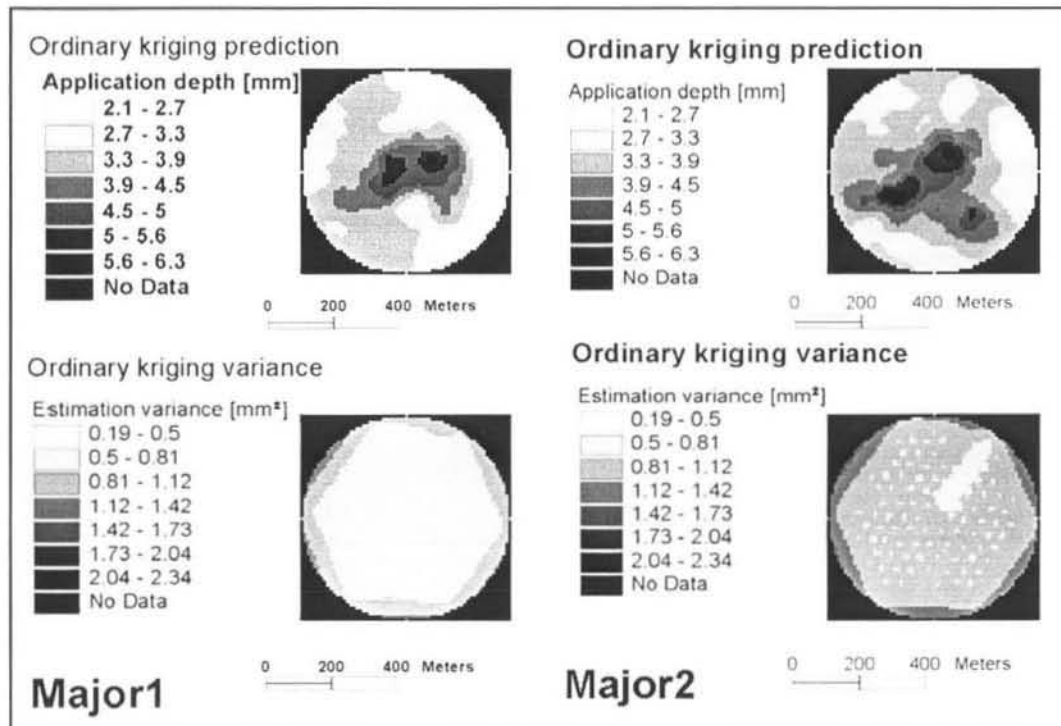 Ordinary kriging prediction
Application depth [mm]
2.1 - 2.7
2.7 - 3.3
3.3 - 3.9
3.9 - 4.5
4.5 - 5
5 - 5.6
5.6 - 6.3
No Data
0 200 400 Meters
Ordinary kriging variance
Estimation variance [mm²]
0.19 - 0.5
0.5 - 0.81
0.81 - 1.12
1.12 - 1.42
1.42 - 1.73
1.73 - 2.04
2.04 - 2.34
No Data
0 200 400 Meters
Major1
Ordinary kriging prediction
Application depth [mm]
2.1 - 2.7
2.7 - 3.3
3.3 - 3.9
3.9 - 4.5
4.5 - 5
5 - 5.6
5.6 - 6.3
No Data
0 200 400 Meters
Ordinary kriging variance
Estimation variance [mm²]
0.19 - 0.5
0.5 - 0.81
0.81 - 1.12
1.12 - 1.42
1.42 - 1.73
1.73 - 2.04
2.04 - 2.34
No Data
0 200 400 Meters
Major2